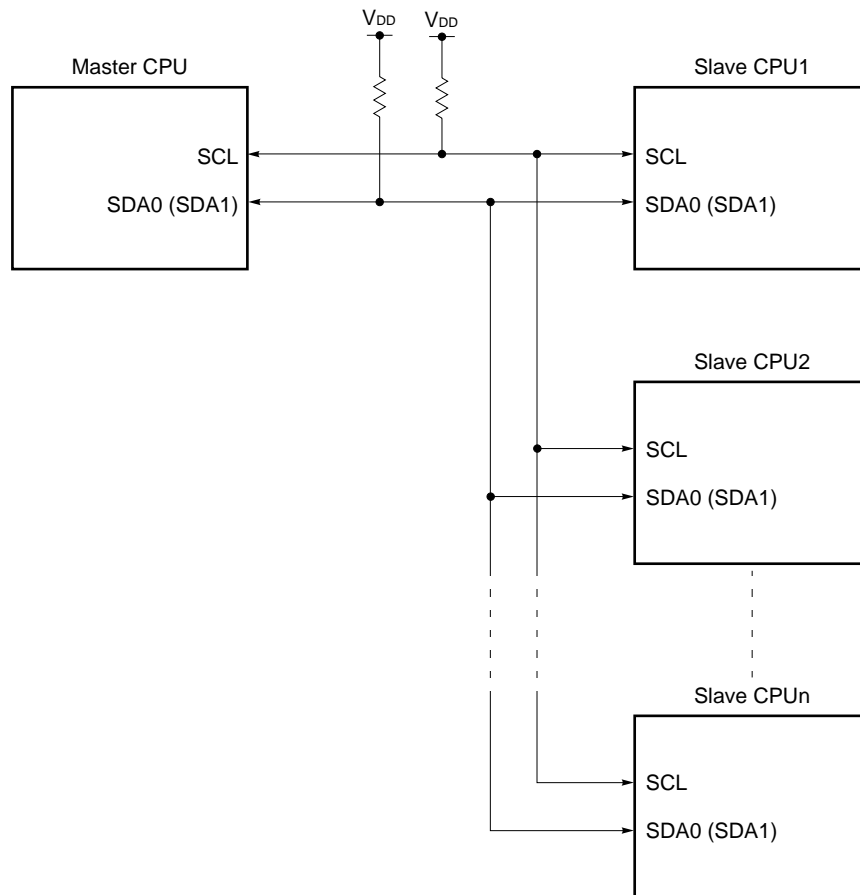 VDD VDD
Master CPU
Slave CPU1
SCL
SCL
SDA0 (SDA1)
SDA0 (SDA1)
Slave CPU2
SCL
SDA0 (SDA1)
Slave CPUn
SCL
SDA0 (SDA1)